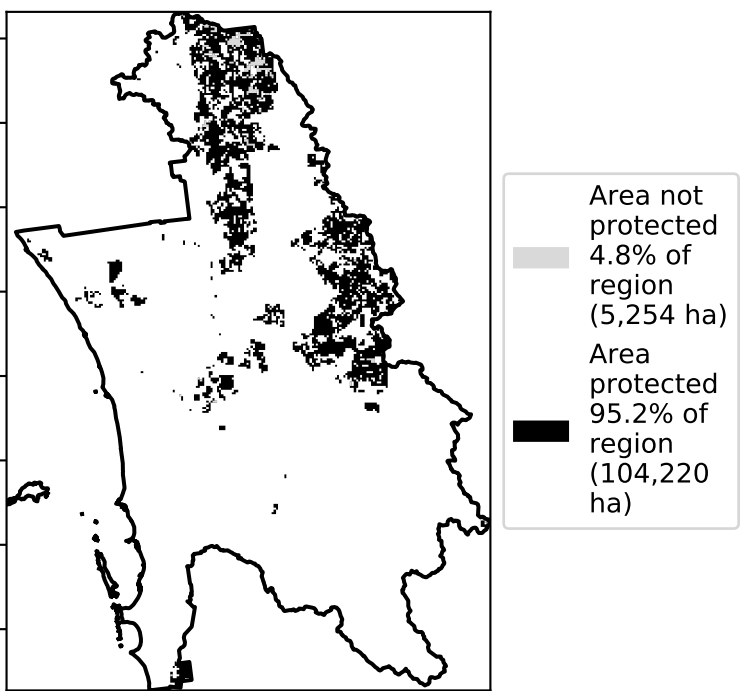 Area not
protected
4.8% of
region
(5,254 ha)
Area
protected
95.2% of
region
(104,220
ha)